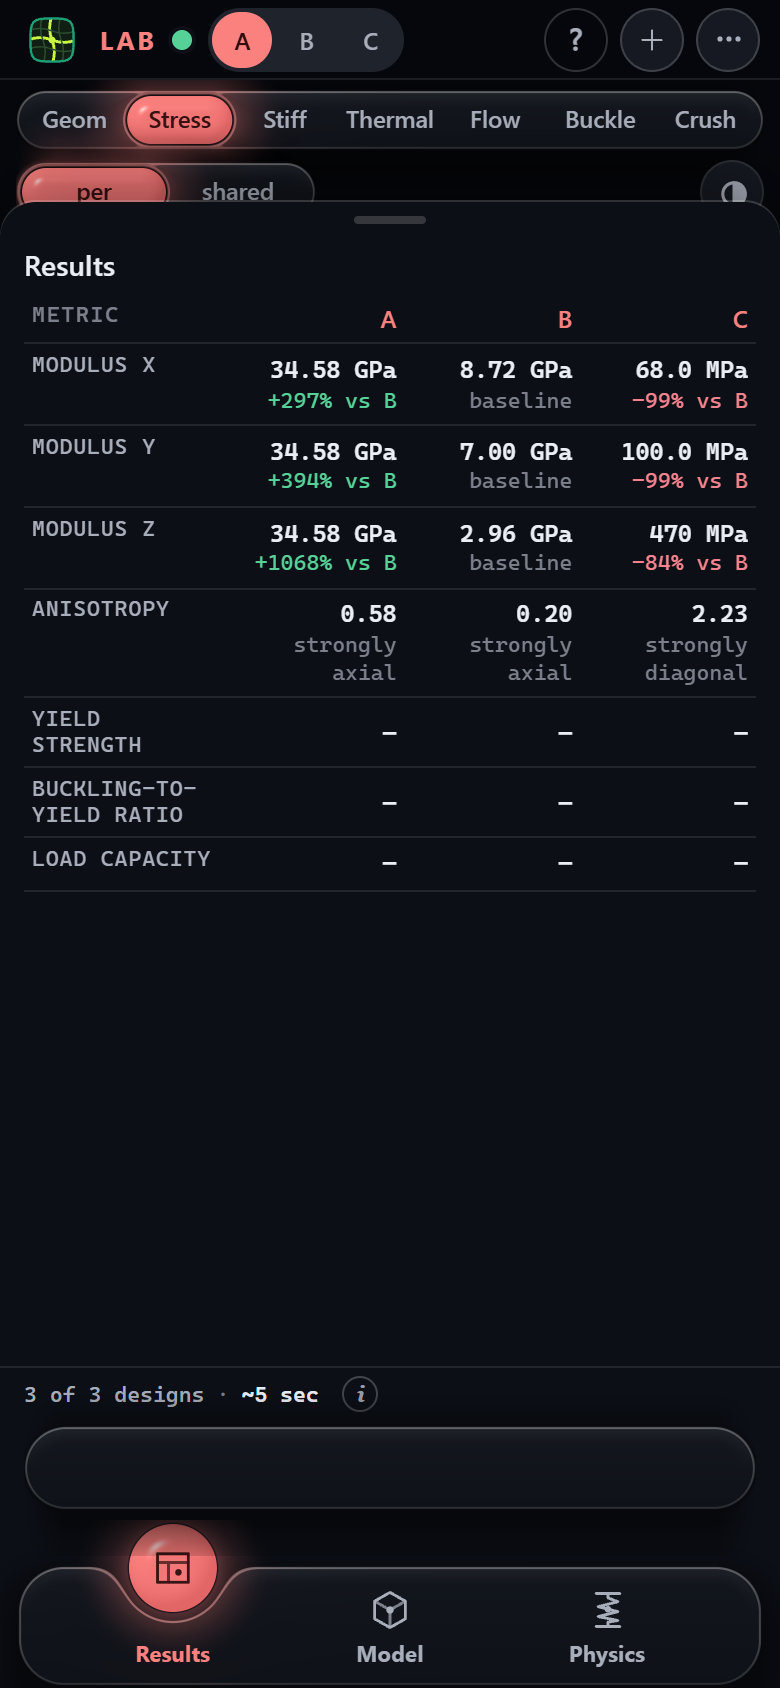 LAB A B C ?
Geom Stress Stiff Thermal Flow Buckle Crush
per shared
Results
METRIC A B C
MODULUS X 34.58 GPa 8.72 GPa 68.0 MPa
+297% vs B baseline −99% vs B
MODULUS Y 34.58 GPa 7.00 GPa 100.0 MPa
+394% vs B baseline −99% vs B
MODULUS Z 34.58 GPa 2.96 GPa 470 MPa
+1068% vs B baseline −84% vs B
ANISOTROPY 0.58 0.20 2.23
strongly strongly strongly
axial axial diagonal
YIELD
STRENGTH – – –
BUCKLING-TO-
YIELD RATIO – – –
LOAD CAPACITY – – –
3 of 3 designs · ~5 sec i
Results Model Physics